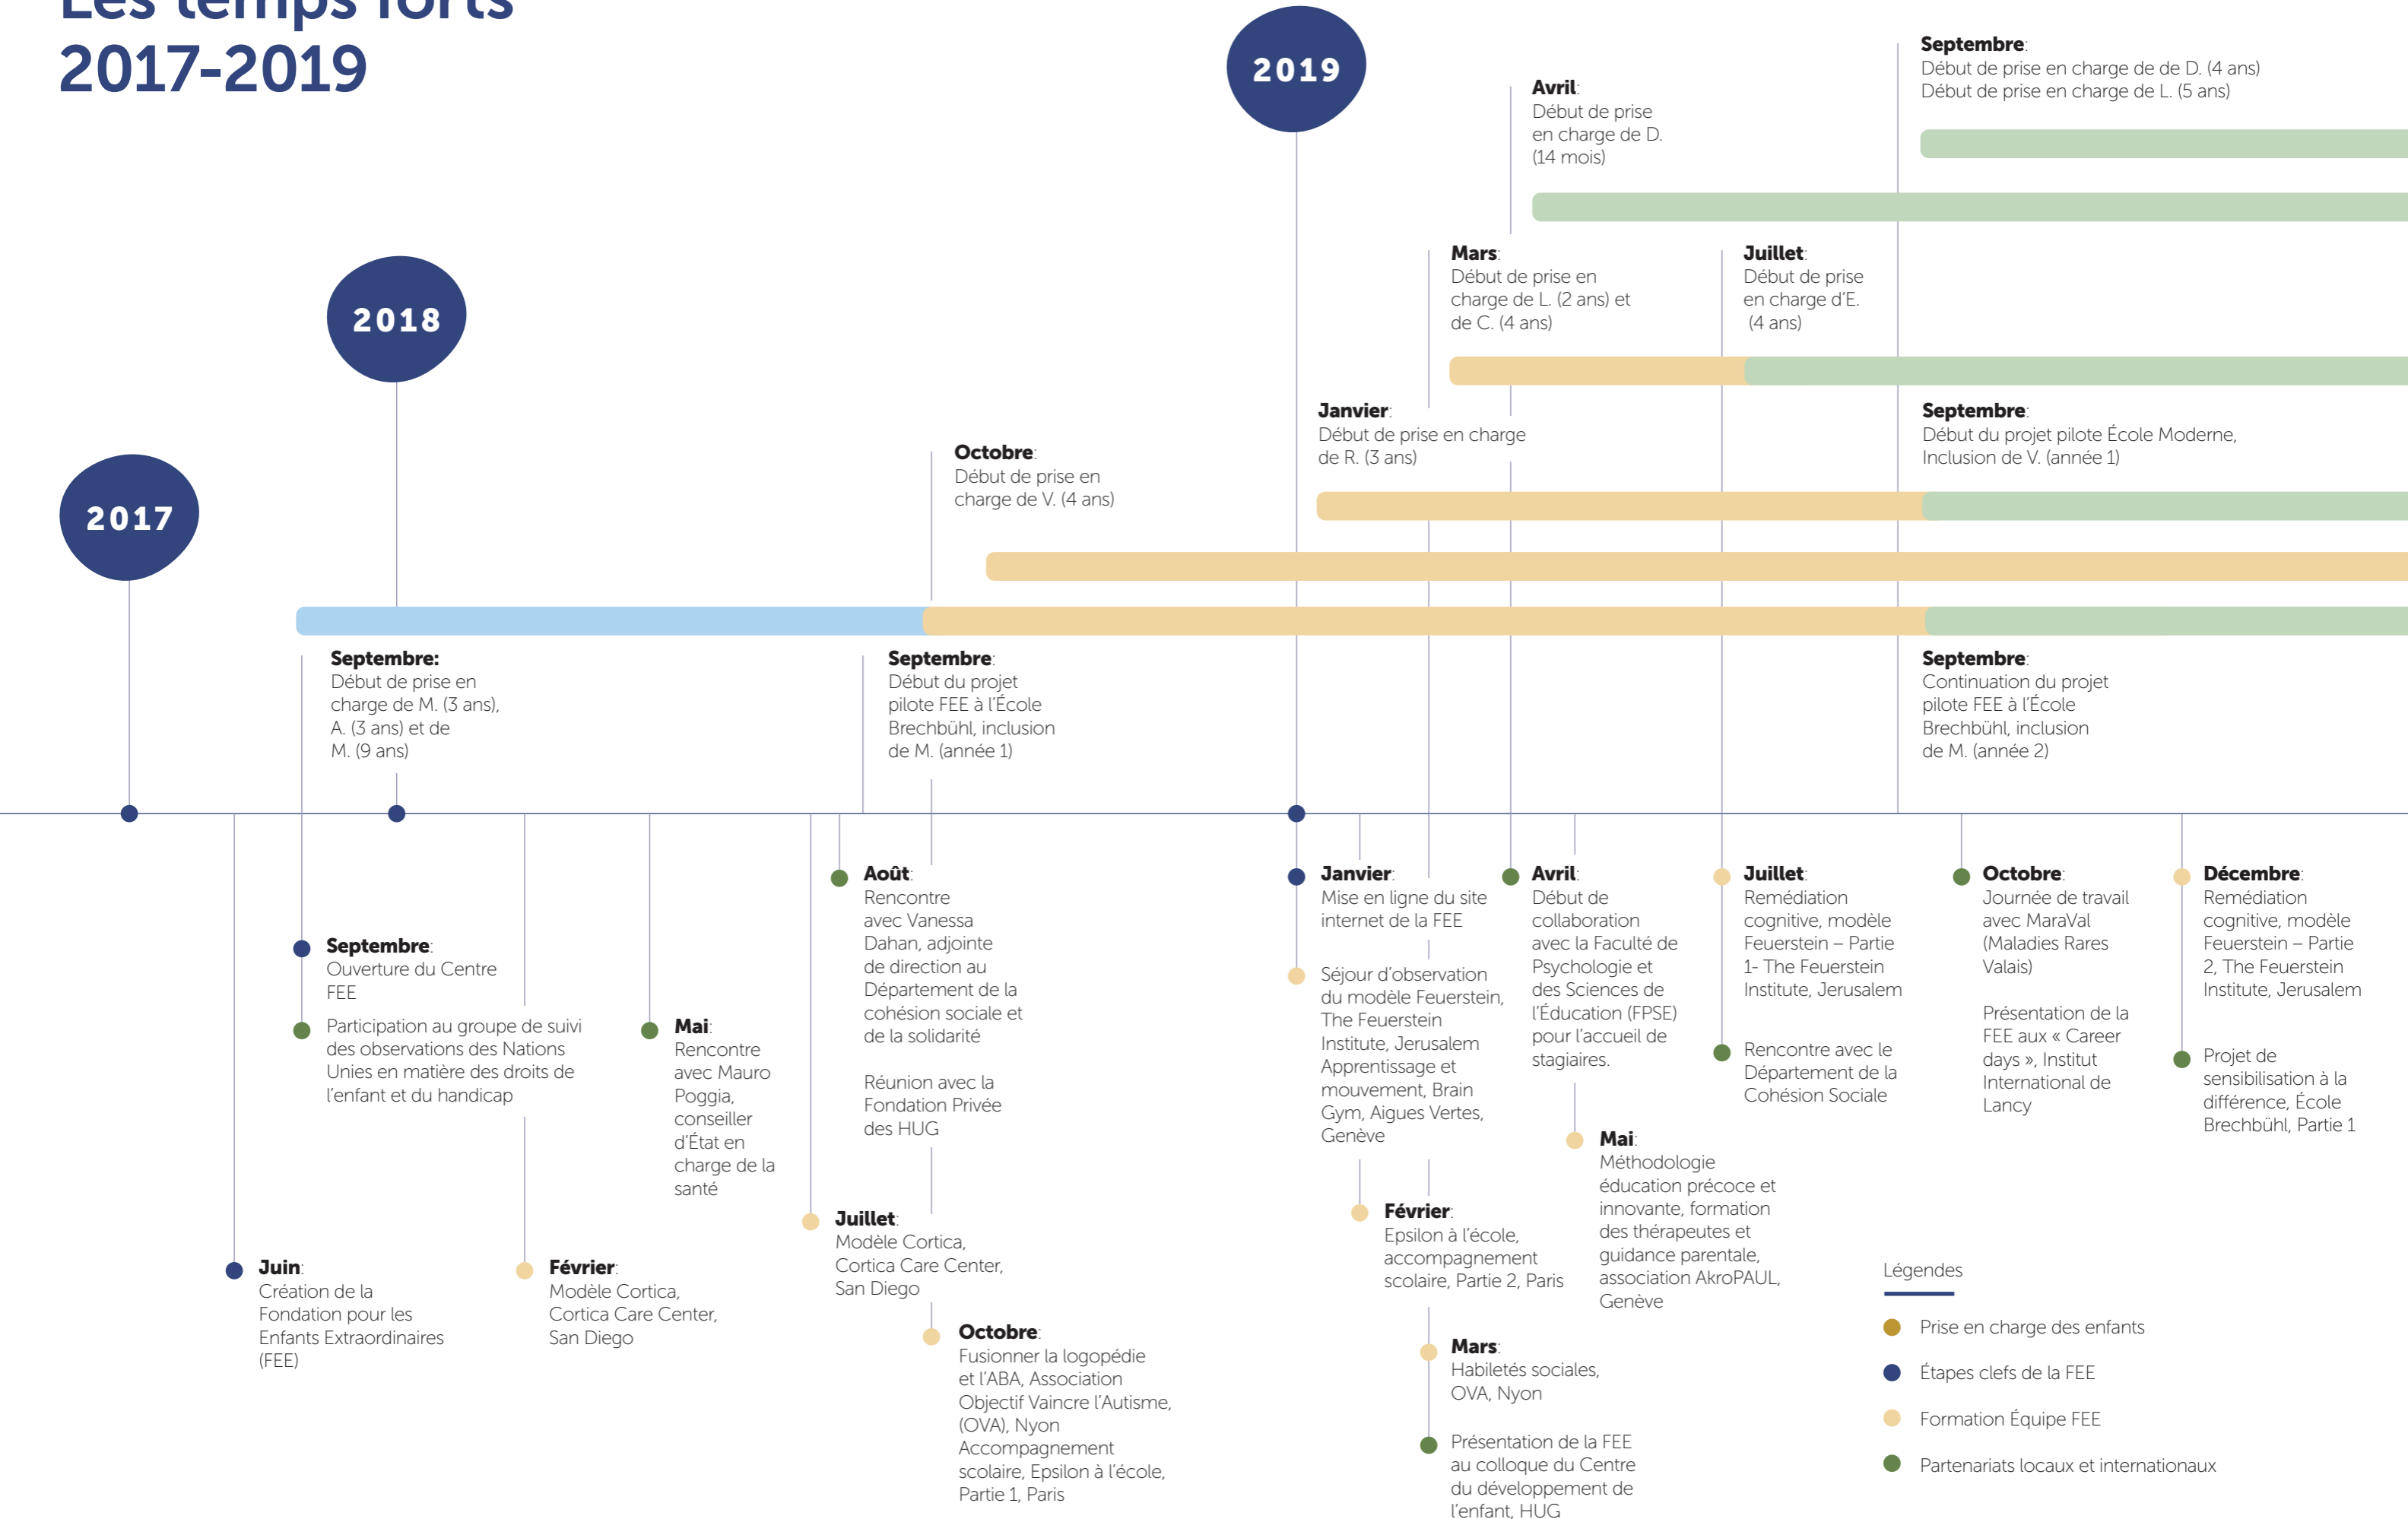 Les temps forts
2017-2019
2017
2018
2019
Septembre:
Début de prise en
charge de M. (3 ans),
A. (3 ans) et de
M. (9 ans)
Octobre:
Début de prise en
charge de V. (4 ans)
Septembre:
Début du projet
pilote FEE à l'École
Brechbühl, inclusion
de M. (année 1)
Janvier:
Début de prise en charge
de R. (3 ans)
Mars:
Début de prise en
charge de L. (2 ans) et
de C. (4 ans)
Avril:
Début de prise
en charge de D.
(14 mois)
Juillet:
Début de prise
en charge d'E.
(4 ans)
Septembre:
Début de prise en charge de de D. (4 ans)
Début de prise en charge de L. (5 ans)
Septembre:
Début du projet pilote École Moderne,
Inclusion de V. (année 1)
Septembre:
Continuation du projet
pilote FEE à l'École
Brechbühl, inclusion
de M. (année 2)
Juin:
Création de la
Fondation pour les
Enfants Extraordinaires
(FEE)
Septembre:
Ouverture du Centre
FEE
Participation au groupe de suivi
des observations des Nations
Unies en matière des droits de
l'enfant et du handicap
Février:
Modèle Cortica,
Cortica Care Center,
San Diego
Mai:
Rencontre
avec Mauro
Poggia,
conseiller
d'État en
charge de la
santé
Juillet:
Modèle Cortica,
Cortica Care Center,
San Diego
Août:
Rencontre
avec Vanessa
Dahan, adjointe
de direction au
Département de la
cohésion sociale et
de la solidarité
Réunion avec la
Fondation Privée
des HUG
Octobre:
Fusionner la logopédie
et l'ABA, Association
Objectif Vaincre l'Autisme,
(OVA), Nyon
Accompagnement
scolaire, Epsilon à l'école,
Partie 1, Paris
Janvier:
Mise en ligne du site
internet de la FEE
Séjour d'observation
du modèle Feuerstein,
The Feuerstein
Institute, Jerusalem
Apprentissage et
mouvement, Brain
Gym, Aigues Vertes,
Genève
Février:
Epsilon à l'école,
accompagnement
scolaire, Partie 2, Paris
Mars:
Habiletés sociales,
OVA, Nyon
Présentation de la FEE
au colloque du Centre
du développement de
l'enfant, HUG
Avril:
Début de
collaboration
avec la Faculté de
Psychologie et
des Sciences de
l'Éducation (FPSE)
pour l'accueil de
stagiaires.
Mai:
Méthodologie
éducation précoce et
innovante, formation
des thérapeutes et
guidance parentale,
association AkroPAUL,
Genève
Juillet:
Remédiation
cognitive, modèle
Feuerstein – Partie
1- The Feuerstein
Institute, Jerusalem
Rencontre avec le
Département de la
Cohésion Sociale
Octobre:
Journée de travail
avec MaraVal
(Maladies Rares
Valais)
Présentation de la
FEE aux « Career
days », Institut
International de
Lancy
Décembre:
Remédiation
cognitive, modèle
Feuerstein – Partie
2, The Feuerstein
Institute, Jerusalem
Projet de
sensibilisation à la
différence, École
Brechbühl, Partie 1
Légendes
Prise en charge des enfants
Étapes clefs de la FEE
Formation Équipe FEE
Partenariats locaux et internationaux